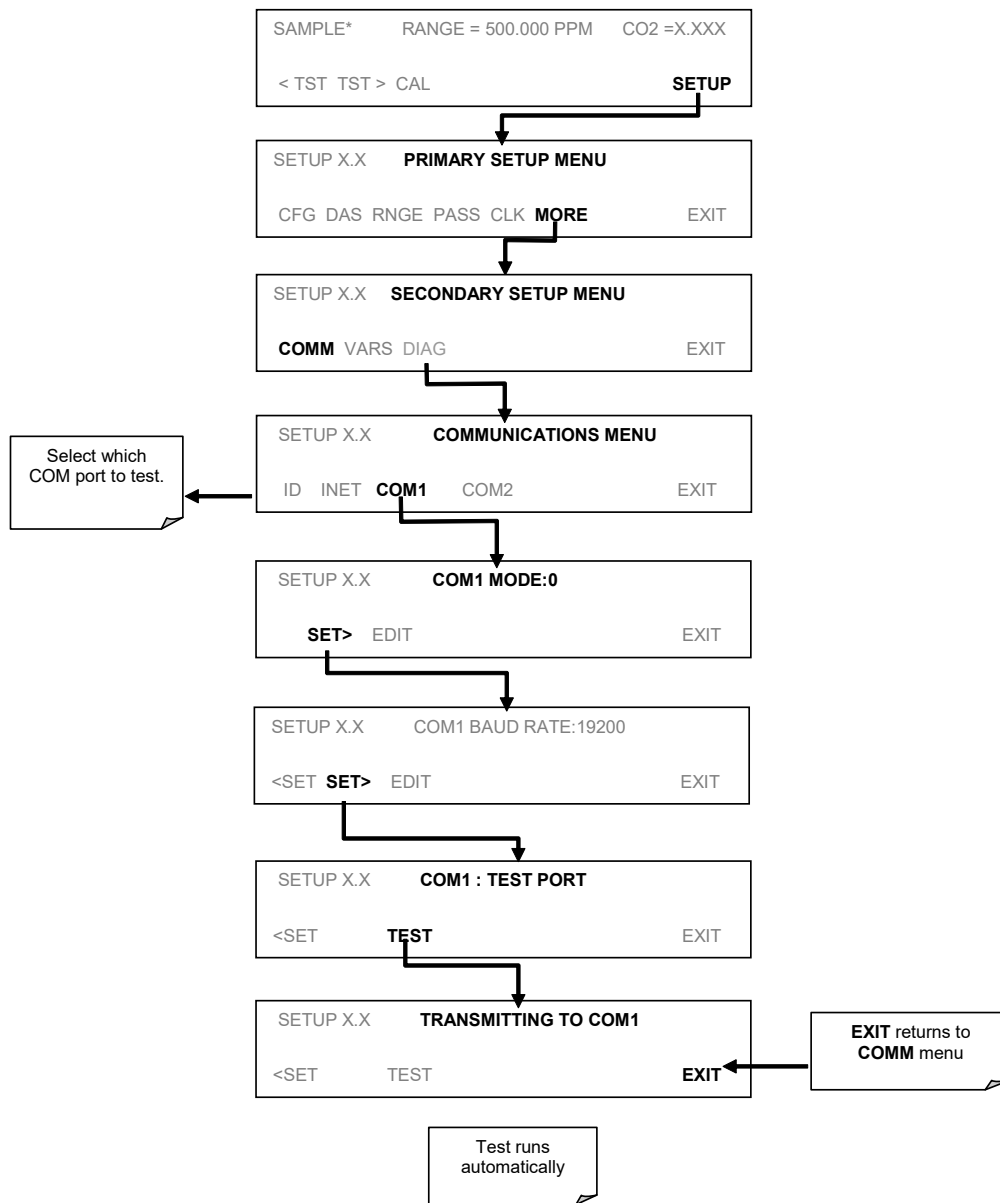 SAMPLE* RANGE = 500.000 PPM CO2 =X.XXX
< TST TST > CAL SETUP
SETUP X.X PRIMARY SETUP MENU
CFG DAS RNGE PASS CLK MORE EXIT
SETUP X.X SECONDARY SETUP MENU
COMM VARS DIAG EXIT
SETUP X.X COMMUNICATIONS MENU
ID INET COM1 COM2 EXIT
Select which
COM port to test.
SETUP X.X COM1 MODE:0
SET> EDIT EXIT
SETUP X.X COM1 BAUD RATE:19200
<SET SET> EDIT EXIT
SETUP X.X COM1 : TEST PORT
<SET TEST EXIT
SETUP X.X TRANSMITTING TO COM1
<SET TEST EXIT
EXIT returns to
COMM menu
Test runs
automatically